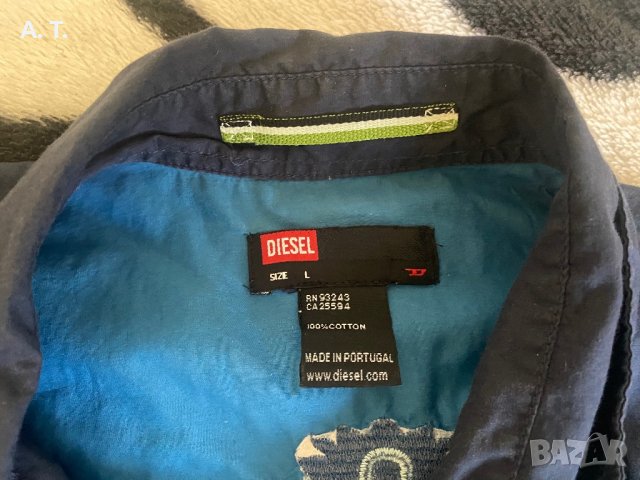 A. T.
DIESEL
SIZE L
RN 93243
CA 25594
100% COTTON
MADE IN PORTUGAL
www.diesel.com
BAZAR